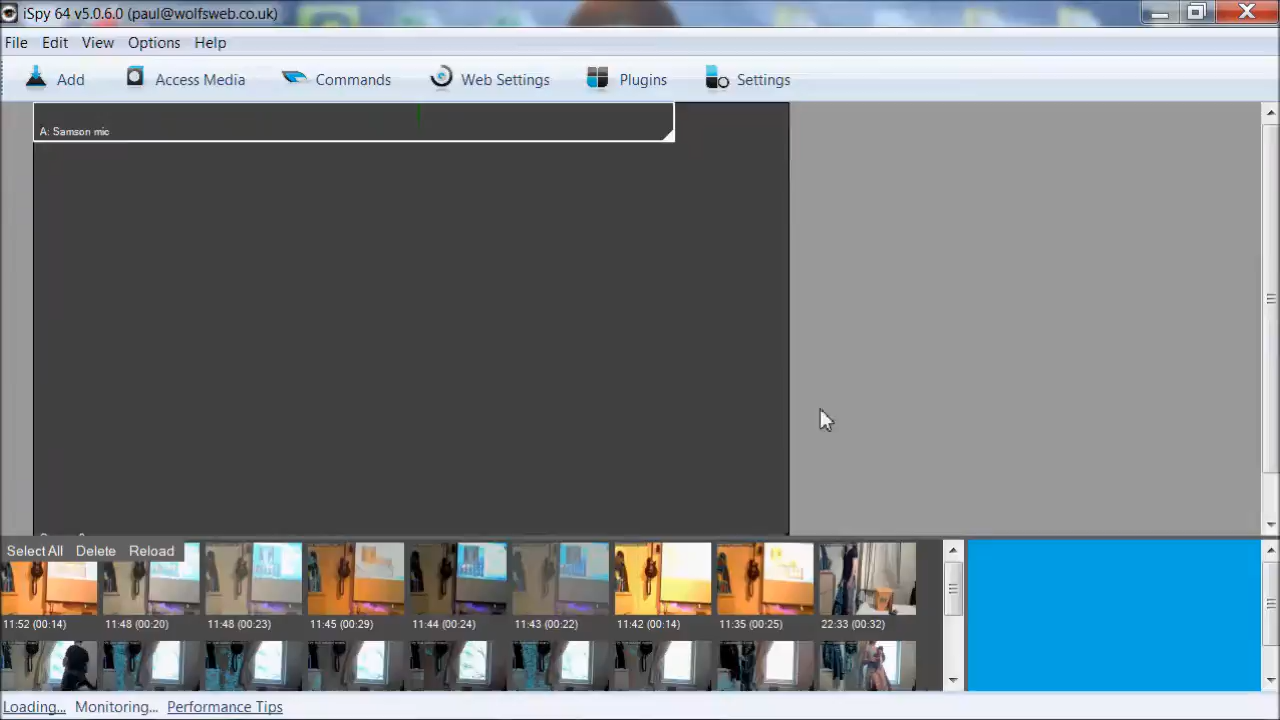 iSpy 64 v5.0.6.0 (paul@wolfsweb.co.uk)
File Edit View Options Help
Add Access Media Commands Web Settings Plugins Settings
A: Samson mic
Select All Delete Reload
11:52 (00:14) 11:48 (00:20) 11:48 (00:23) 11:45 (00:29) 11:44 (00:24) 11:43 (00:22) 11:42 (00:14) 11:35 (00:25) 22:33 (00:32)
Loading... Monitoring... Performance Tips